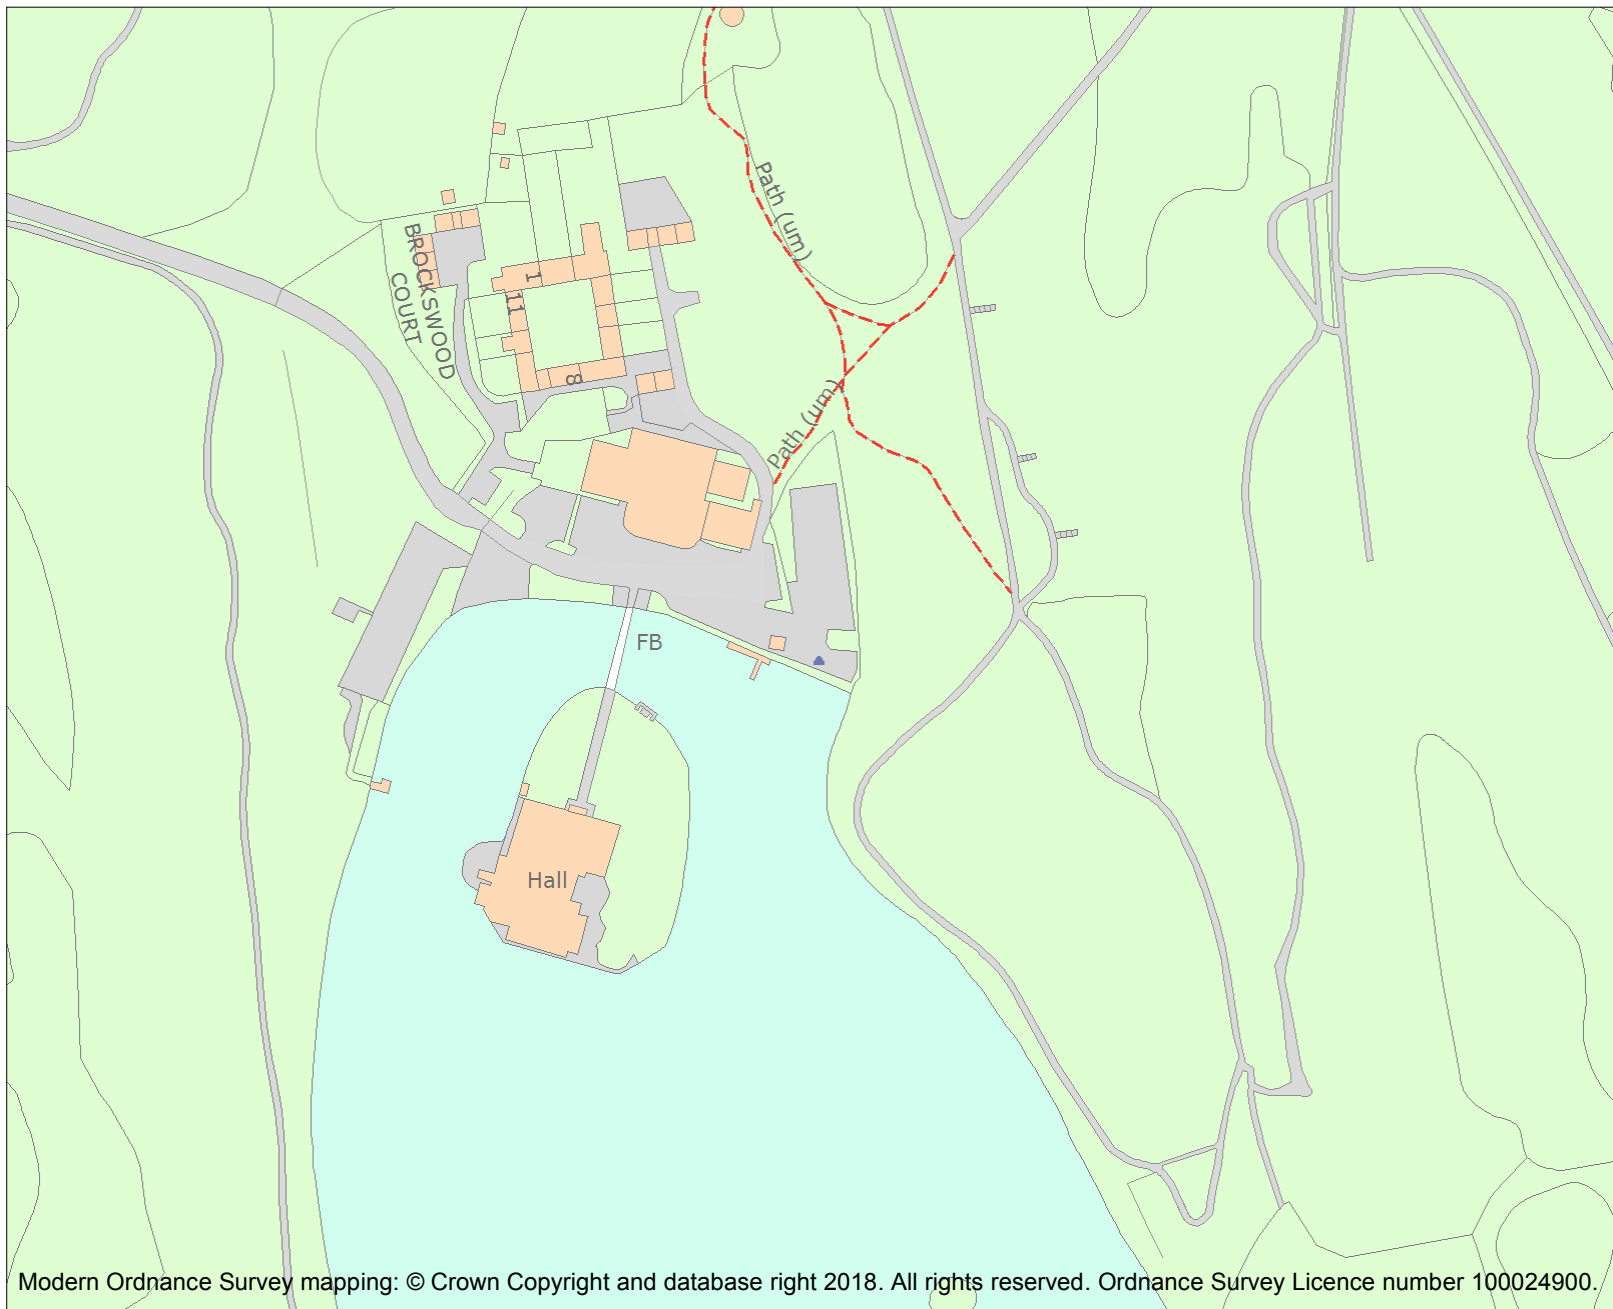 Path (um)
BROCKSWOOD
COURT
1
11
8
Path (um)
FB
Hall
Modern Ordnance Survey mapping: © Crown Copyright and database right 2018. All rights reserved. Ordnance Survey Licence number 100024900.